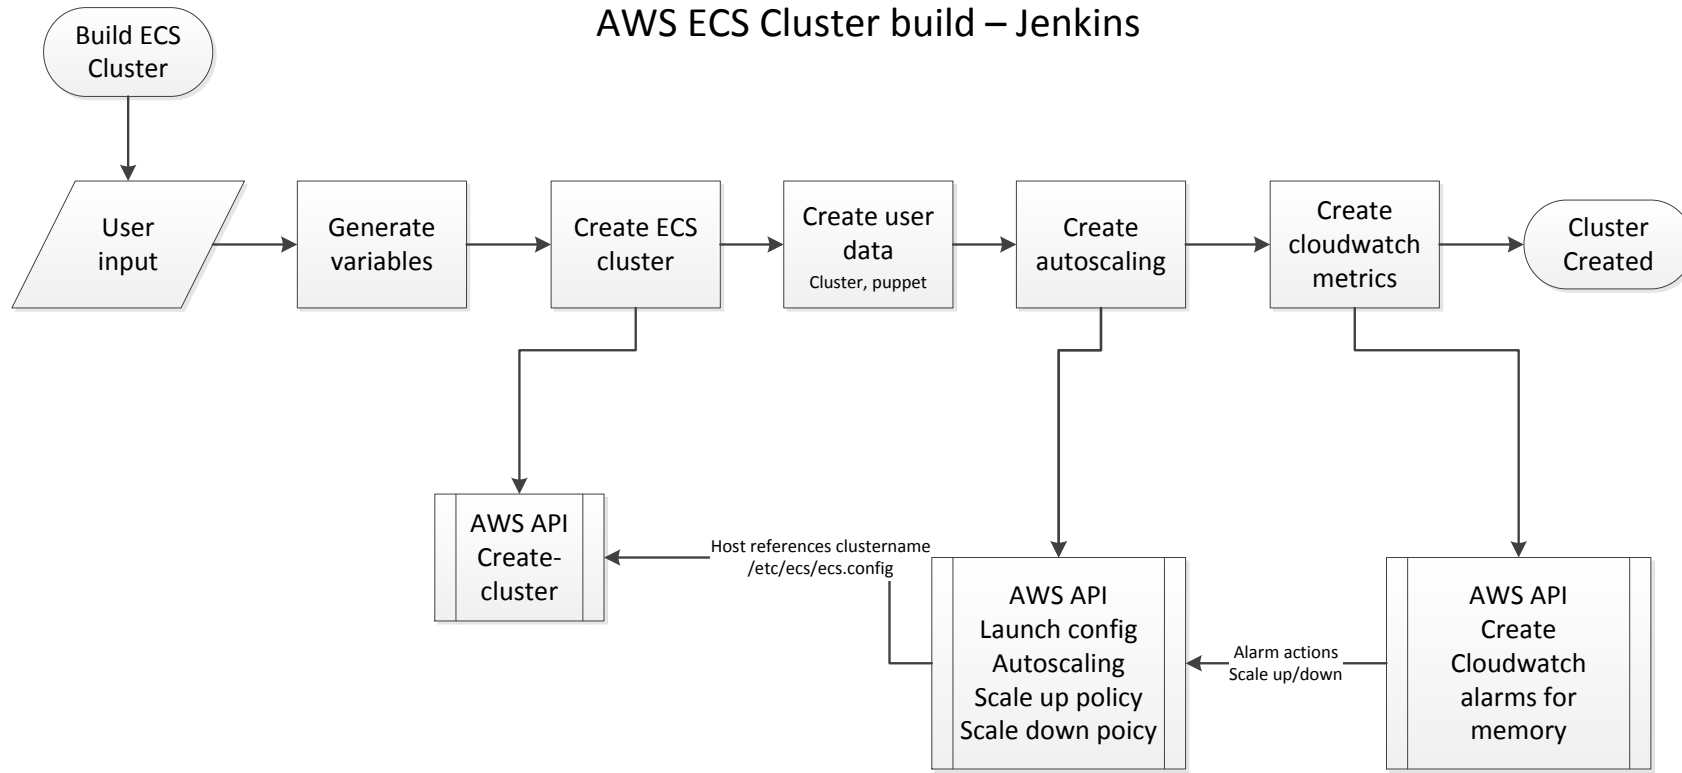 AWS ECS Cluster build – Jenkins
Build ECS
Cluster
User
input
Generate
variables
Create ECS
cluster
Create user
data
Cluster, puppet
Create
autoscaling
Create
cloudwatch
metrics
Cluster
Created
AWS API
Create-
cluster
Host references clustername
/etc/ecs/ecs.config
AWS API
Launch config
Autoscaling
Scale up policy
Scale down poicy
Alarm actions
Scale up/down
AWS API
Create
Cloudwatch
alarms for
memory